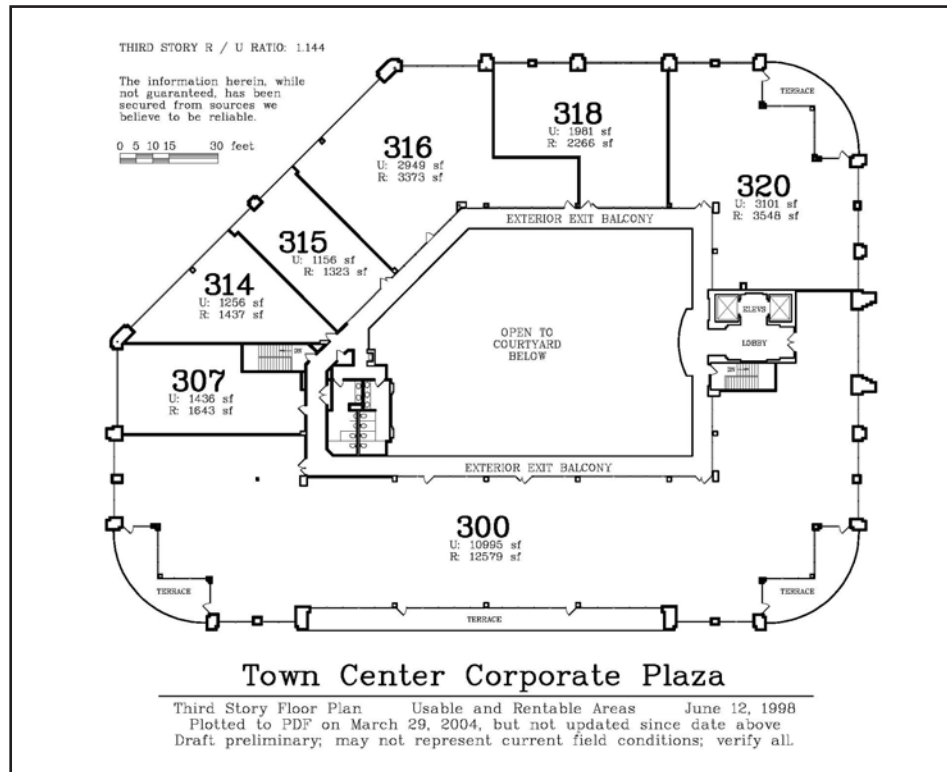 THIRD STORY R / U RATIO: 1.144
The information herein, while
not guaranteed, has been
secured from sources we
believe to be reliable.
0 5 10 15 30 feet
316
U: 2949 sf
R: 3373 sf
318
U: 1981 sf
R: 2266 sf
TERRACE
320
U: 3101 sf
R: 3548 sf
EXTERIOR EXIT BALCONY
315
U: 1156 sf
R: 1323 sf
314
U: 1256 sf
R: 1437 sf
OPEN TO
COURTYARD
BELOW
ELEVS
LOBBY
DN
DN
307
U: 1436 sf
R: 1643 sf
EXTERIOR EXIT BALCONY
300
U: 10995 sf
R: 12579 sf
TERRACE
TERRACE
TERRACE
Town Center Corporate Plaza
Third Story Floor Plan Usable and Rentable Areas June 12, 1998
Plotted to PDF on March 29, 2004, but not updated since date above
Draft preliminary; may not represent current field conditions; verify all.